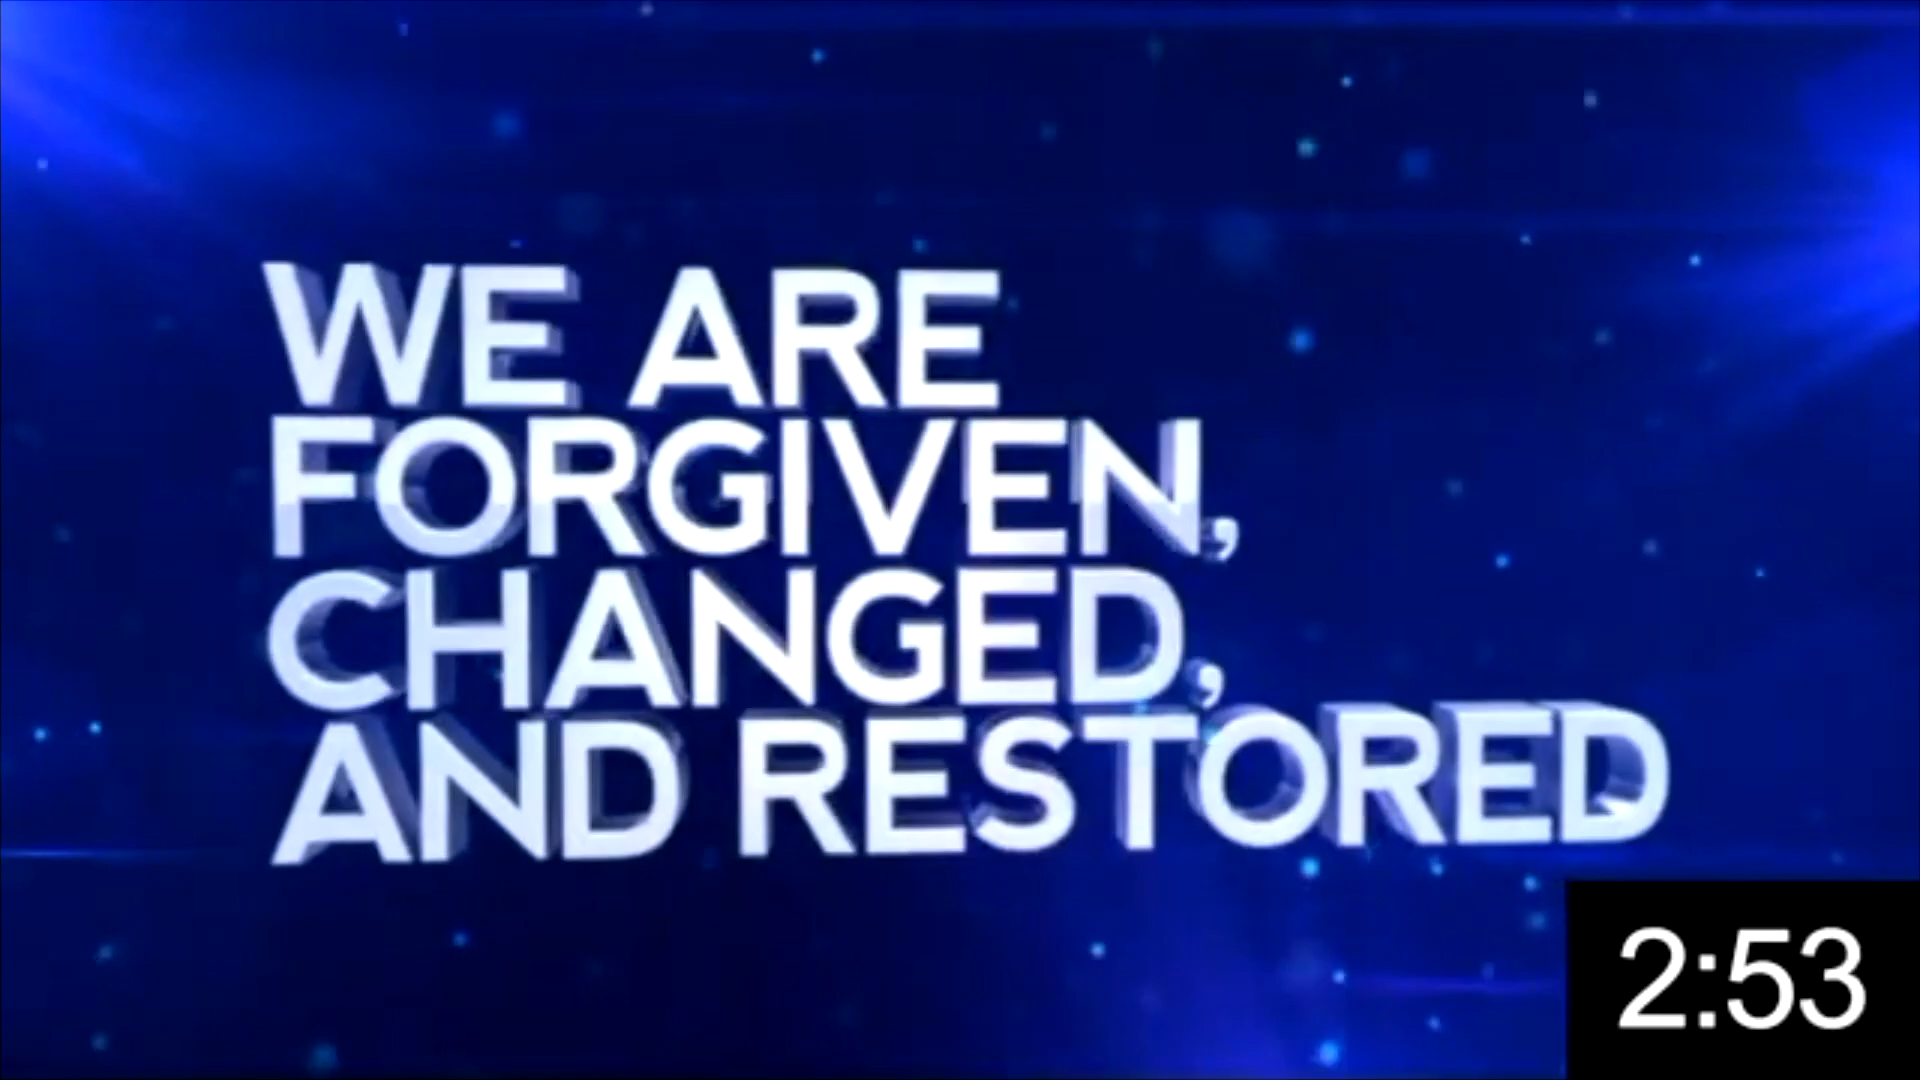 WE ARE
FORGIVEN,
CHANGED,
AND RESTORED
2:53